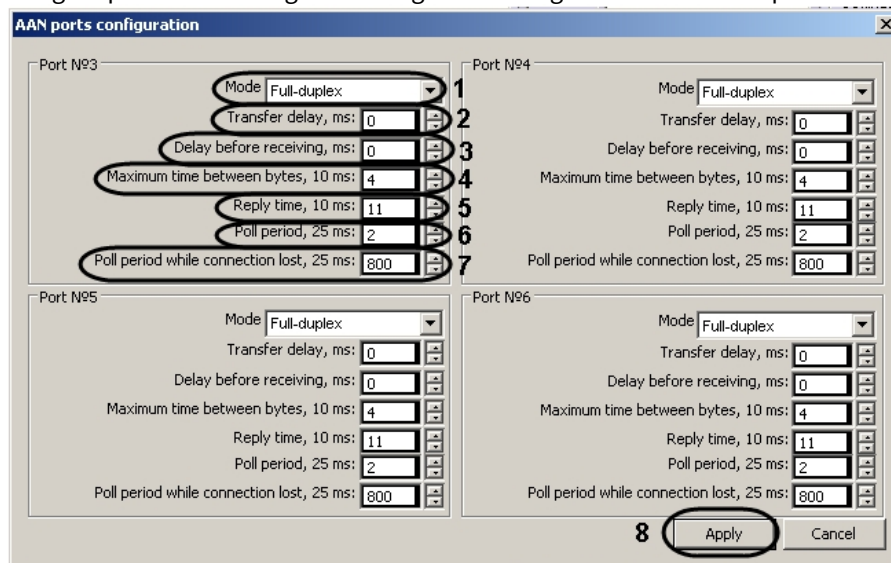 AAN ports configuration
Port №3
Mode Full-duplex 1
Transfer delay, ms: 0 2
Delay before receiving, ms: 0 3
Maximum time between bytes, 10 ms: 4 4
Reply time, 10 ms: 11 5
Poll period, 25 ms: 2 6
Poll period while connection lost, 25 ms: 800 7
Port №4
Mode Full-duplex
Transfer delay, ms: 0
Delay before receiving, ms: 0
Maximum time between bytes, 10 ms: 4
Reply time, 10 ms: 11
Poll period, 25 ms: 2
Poll period while connection lost, 25 ms: 800
Port №5
Mode Full-duplex
Transfer delay, ms: 0
Delay before receiving, ms: 0
Maximum time between bytes, 10 ms: 4
Reply time, 10 ms: 11
Poll period, 25 ms: 2
Poll period while connection lost, 25 ms: 800
Port №6
Mode Full-duplex
Transfer delay, ms: 0
Delay before receiving, ms: 0
Maximum time between bytes, 10 ms: 4
Reply time, 10 ms: 11
Poll period, 25 ms: 2
Poll period while connection lost, 25 ms: 800
8 Apply Cancel